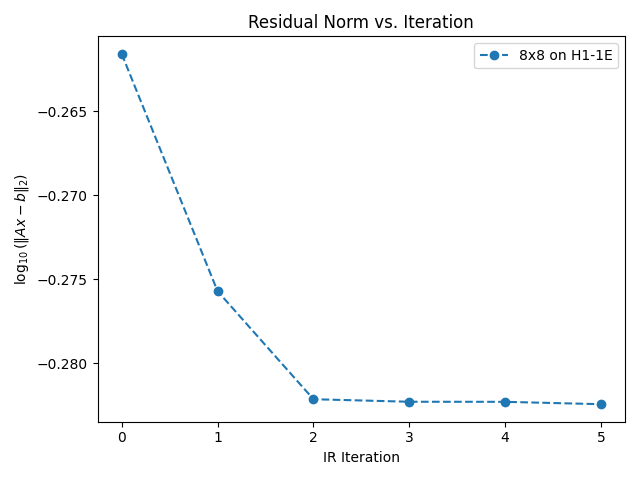 Residual Norm vs. Iteration
8x8 on H1-1E
−0.265
−0.270
−0.275
−0.280
log₁₀(‖Ax − b‖₂)
0 1 2 3 4 5
IR Iteration